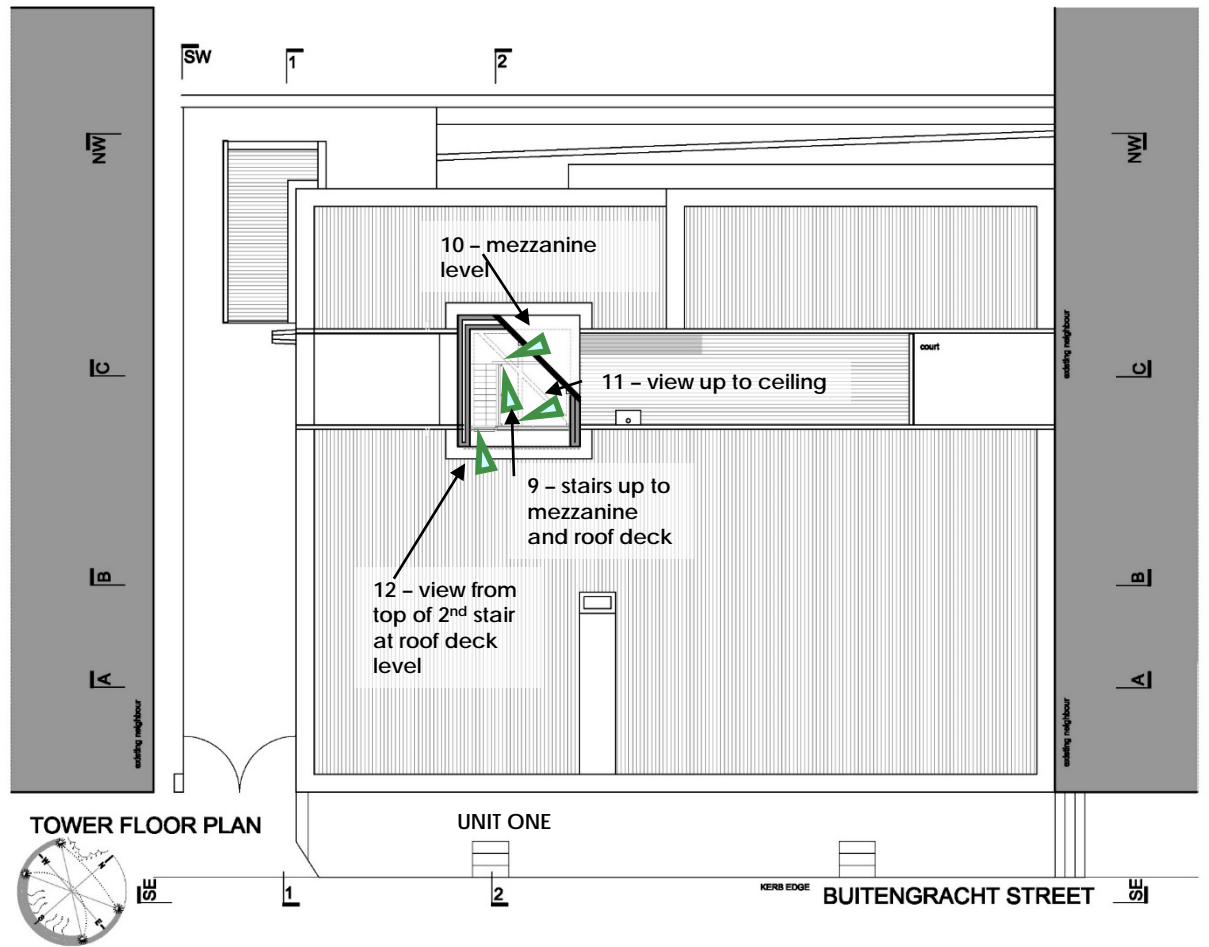 SW
1
2
NW
NW
10 – mezzanine
level
existing neighbour
court
C
C
11 – view up to ceiling
9 – stairs up to
mezzanine
and roof deck
12 – view from
top of 2nd stair
at roof deck
level
B
B
A
A
existing neighbour
existing neighbour
TOWER FLOOR PLAN
UNIT ONE
W
N
S
E
SE
1
2
KERB EDGE
BUITENGRACHT STREET
SE